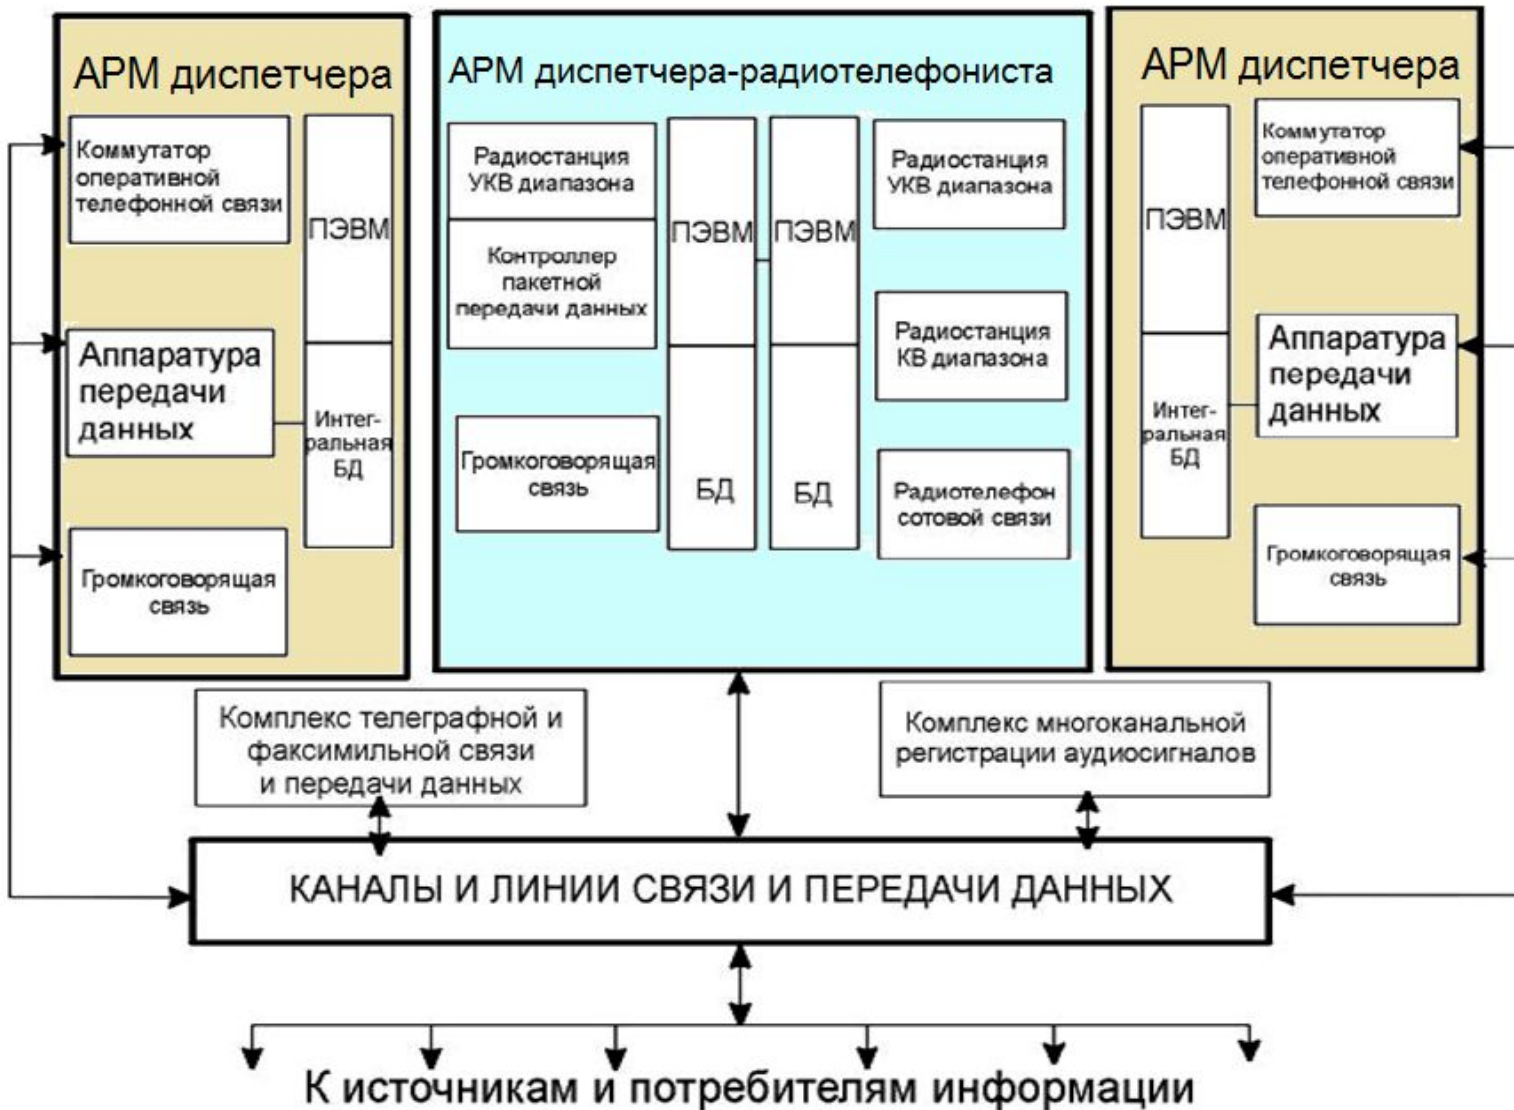 АРМ диспетчера
Коммутатор
оперативной
телефонной связи
ПЭВМ
Аппаратура
передачи
данных
Интег-
ральная
БД
Громкоговорящая
связь
АРМ диспетчера-радиотелефониста
Радиостанция
УКВ диапазона
Контроллер
пакетной
передачи данных
Громкоговорящая
связь
ПЭВМ
БД
ПЭВМ
БД
Радиостанция
УКВ диапазона
Радиостанция
КВ диапазона
Радиотелефон
сотовой связи
АРМ диспетчера
ПЭВМ
Интег-
ральная
БД
Коммутатор
оперативной
телефонной связи
Аппаратура
передачи
данных
Громкоговорящая
связь
Комплекс телеграфной и
факсимильной связи
и передачи данных
Комплекс многоканальной
регистрации аудиосигналов
КАНАЛЫ И ЛИНИИ СВЯЗИ И ПЕРЕДАЧИ ДАННЫХ
К источникам и потребителям информации